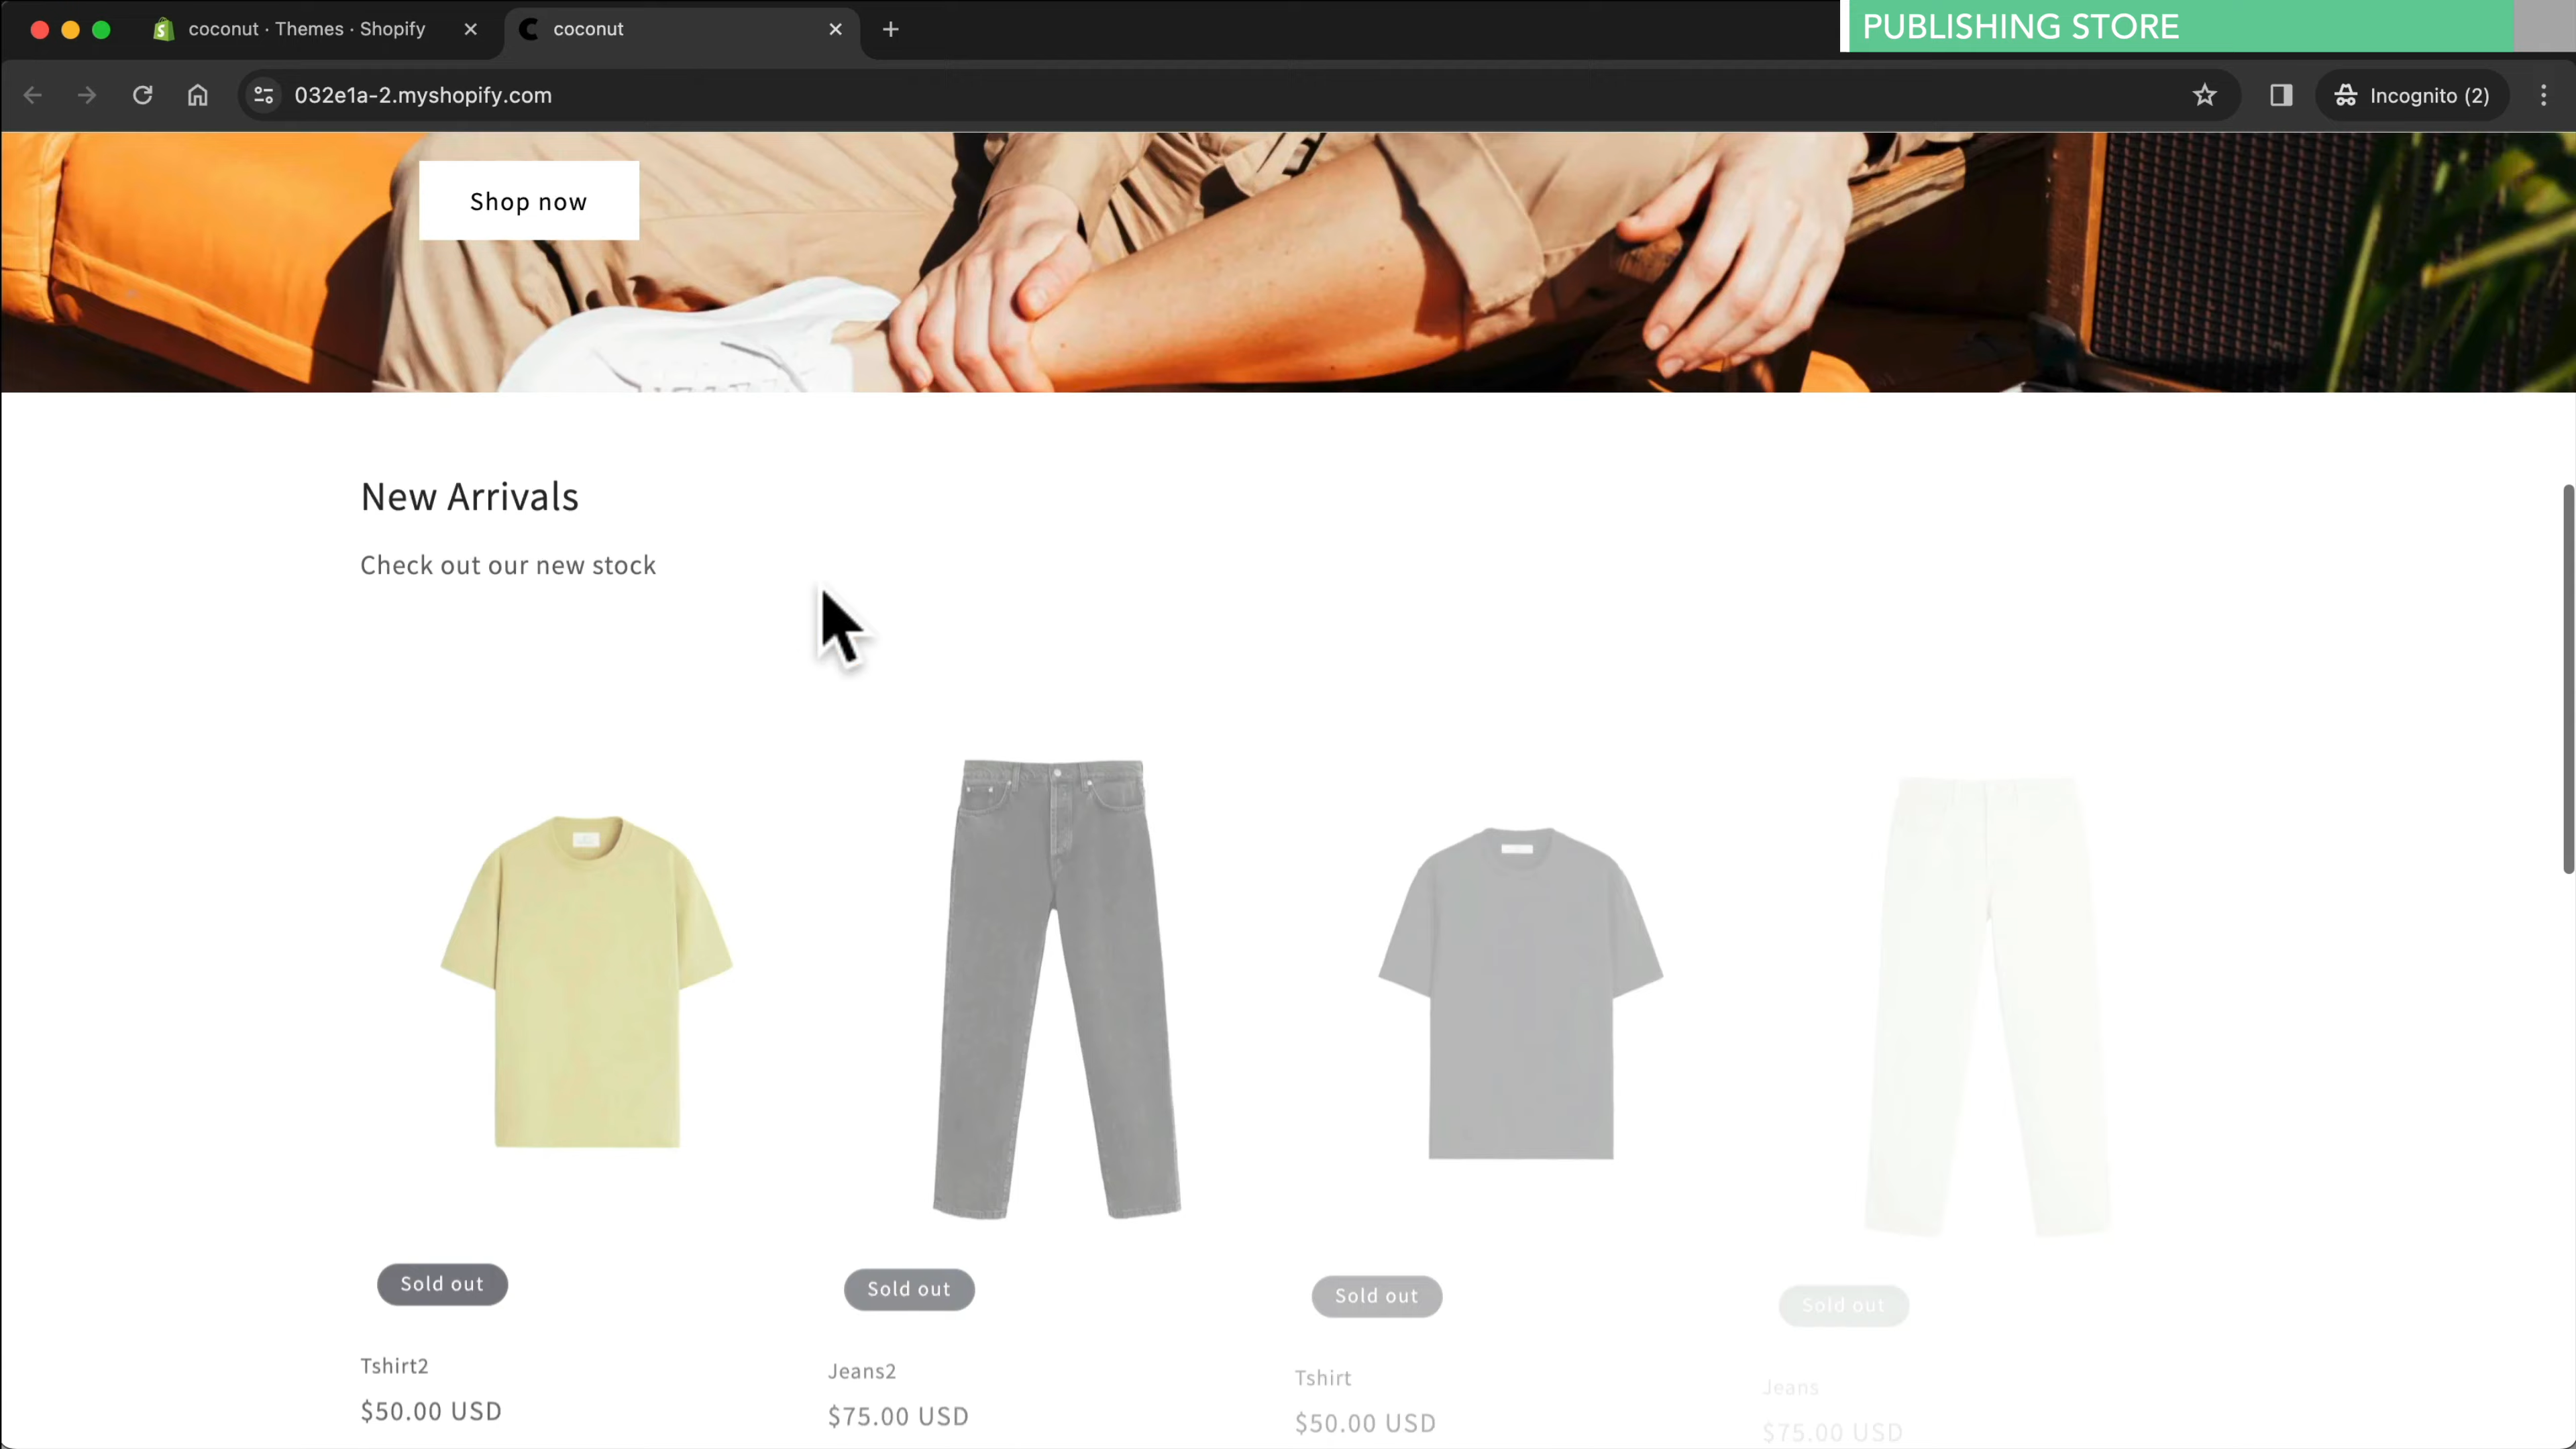 coconut · Themes · Shopify
coconut
PUBLISHING STORE
032e1a-2.myshopify.com
Incognito (2)
Shop now
New Arrivals
Check out our new stock
Sold out
Sold out
Sold out
Sold out
Tshirt2
Jeans2
Tshirt
Jeans
$50.00 USD
$75.00 USD
$50.00 USD
$75.00 USD